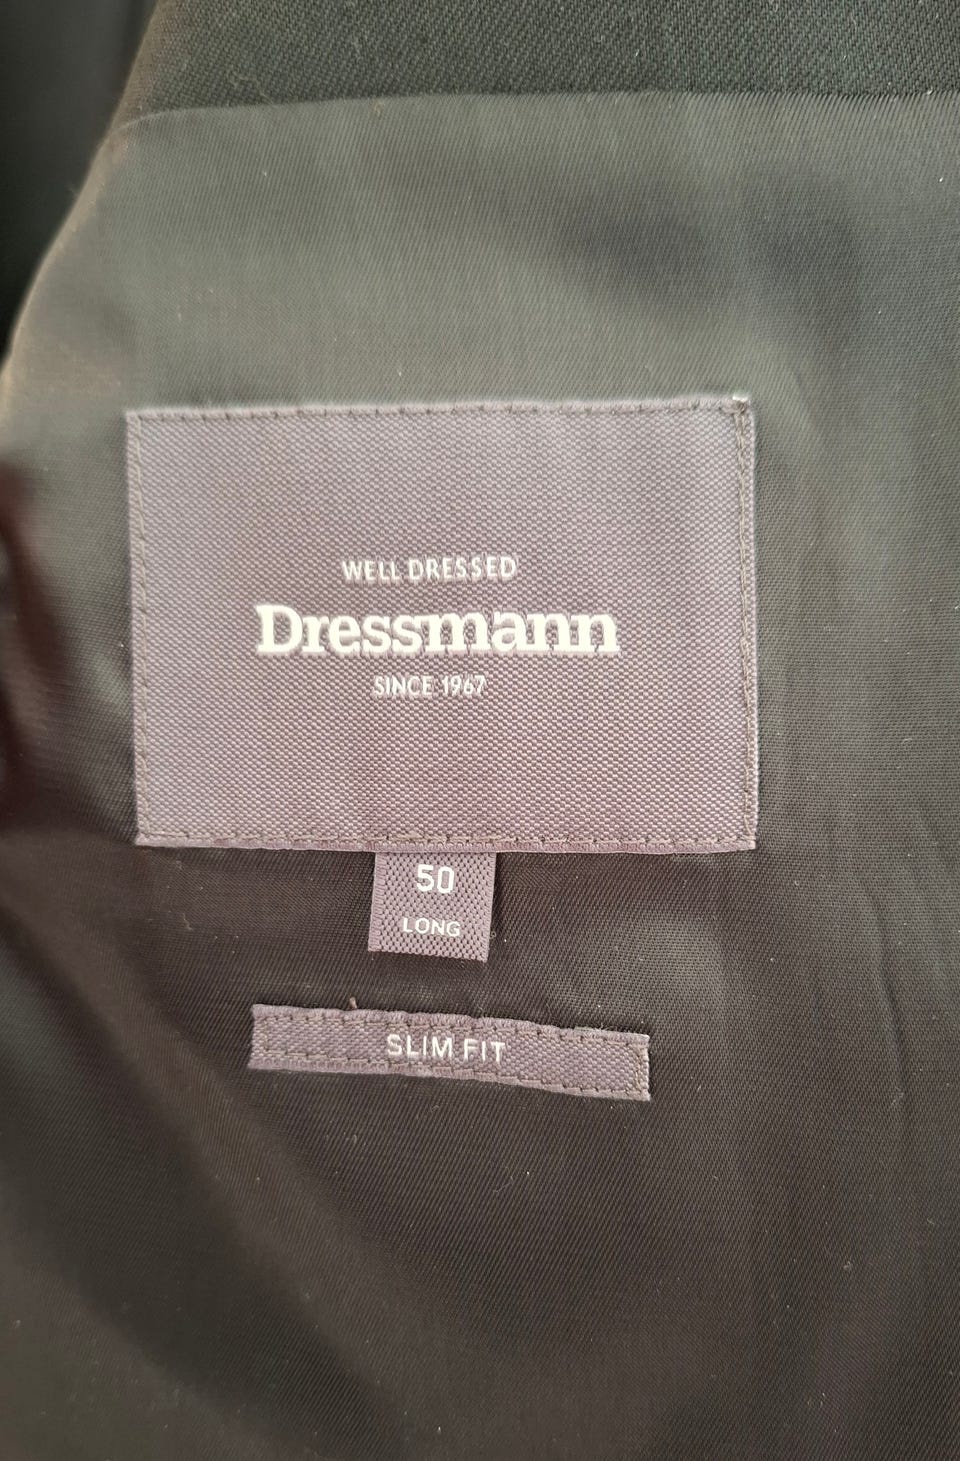 WELL DRESSED
Dressmann
SINCE 1967
50
LONG
SLIM FIT